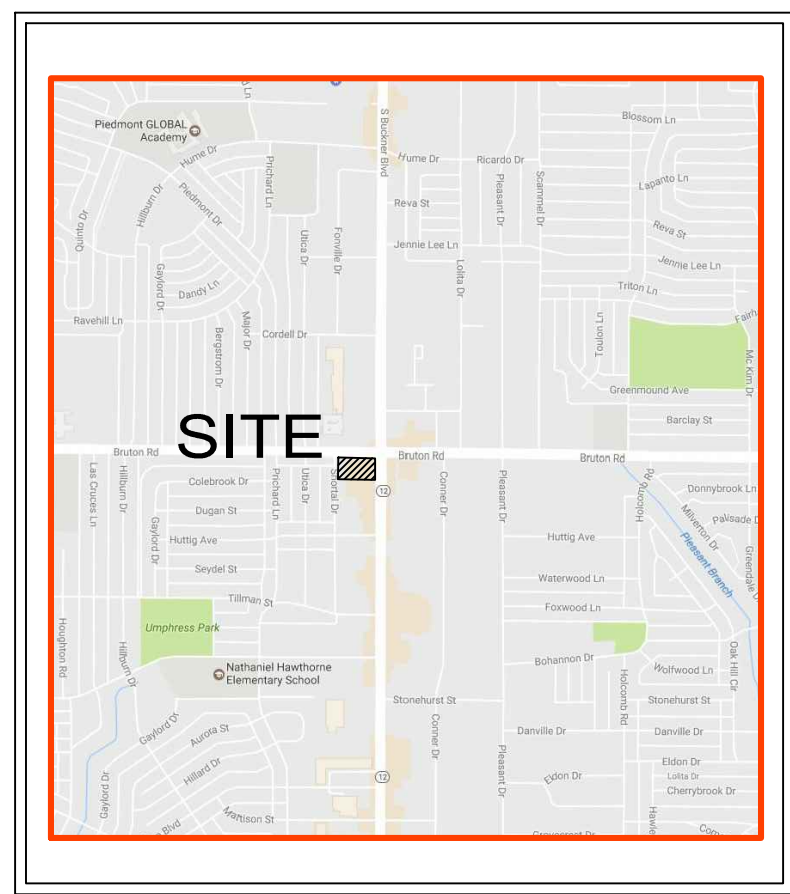 Ln
Blossom Ln
Piedmont GLOBAL
Academy
S Buckner Blvd
Hume Dr
Prichard Ln
Hume Dr
Ricardo Dr
Lapanto Ln
Piedmont Dr
Hillburn Dr
Quinto Dr
Pleasant Dr
Scammel Dr
Reva St
Reva St
Utica Dr
Fonville Dr
Jennie Lee Ln
Jennie Lee Ln
Gaylord Dr
Dandy Ln
Lolita Dr
Triton Ln
Ravehill Ln
Bergstrom Dr
Major Dr
Cordell Dr
Toulon Ln
Mc Kim Dr
Greenmound Ave
Barclay St
SITE
Bruton Rd
Bruton Rd
Bruton Rd
Las Cruces Ln
Hillburn Dr
Colebrook Dr
Prichard Ln
Utica Dr
Shortal Dr
12
Conner Dr
Pleasant Dr
Holcomb Rd
Donnybrook Ln
Dugan St
Gaylord Dr
Milverton Dr
Palisade D
Huttig Ave
Huttig Ave
Pleasant Branch
Greendale D
Seydel St
Waterwood Ln
Tillman St
Foxwood Ln
Umphress Park
Houghton Rd
Hillburn Dr
Nathaniel Hawthorne
Elementary School
Bohannon Dr
Wolfwood Ln
Oak Hill Cir
Stonehurst St
Holcomb Rd
Stonehurst St
Gaylord Dr
Aurora St
Conner Dr
Danville Dr
Danville Dr
Pleasant Dr
Hillard Dr
12
Eldon Dr
Eldon Dr
Lolita Dr
Gaylord Dr
Cherrybrook Dr
Mattison St
Blvd